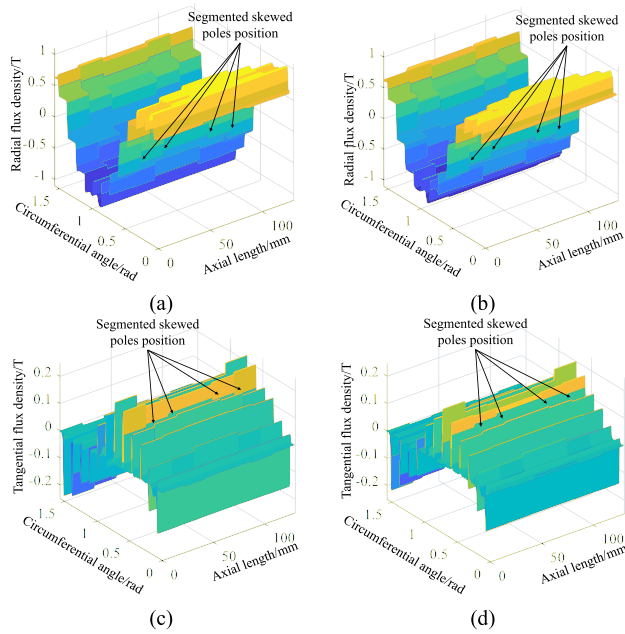 Segmented skewed
poles position
Radial flux density/T
1
0.5
0
-0.5
-1
1.5
1
0.5
0
Circumferential angle/rad
0
50
100
Axial length/mm
(a)
Segmented skewed
poles position
Radial flux density/T
1
0.5
0
-0.5
-1
1.5
1
0.5
0
Circumferential angle/rad
0
50
100
Axial length/mm
(b)
Segmented skewed
poles position
Tangential flux density/T
0.2
0.1
0
-0.1
-0.2
1.5
1
0.5
0
Circumferential angle/rad
0
50
100
Axial length/mm
(c)
Segmented skewed
poles position
Tangential flux density/T
0.2
0.1
0
-0.1
-0.2
1.5
1
0.5
0
Circumferential angle/rad
0
50
100
Axial length/mm
(d)